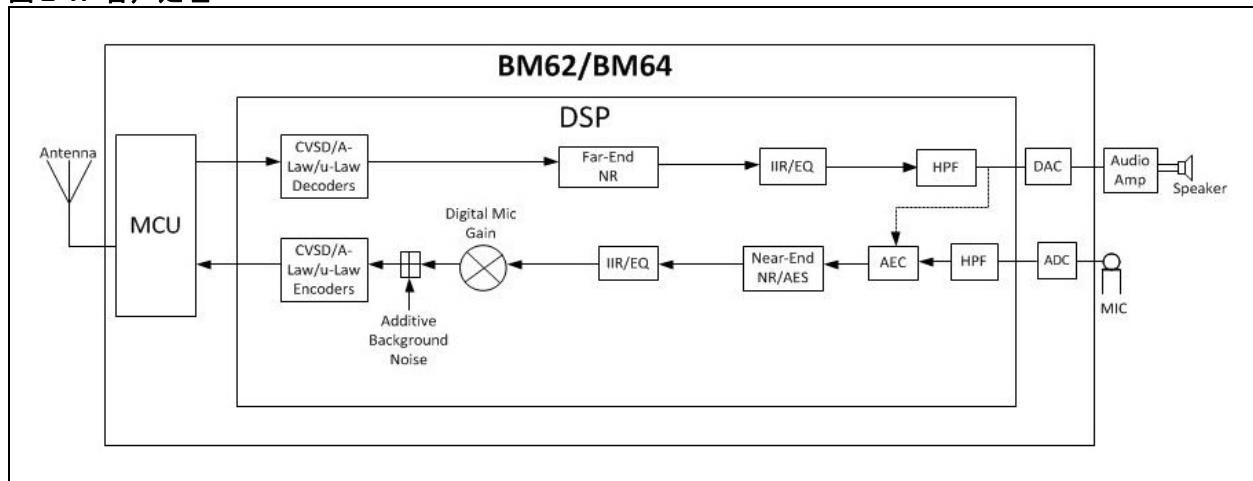 BM62/BM64
DSP
Antenna
MCU
CVSD/A-
Law/u-Law
Decoders
Far-End
NR
IIR/EQ
HPF
DAC
Audio
Amp
Speaker
CVSD/A-
Law/u-Law
Encoders
Additive
Background
Noise
Digital Mic
Gain
IIR/EQ
Near-End
NR/AES
AEC
HPF
ADC
MIC